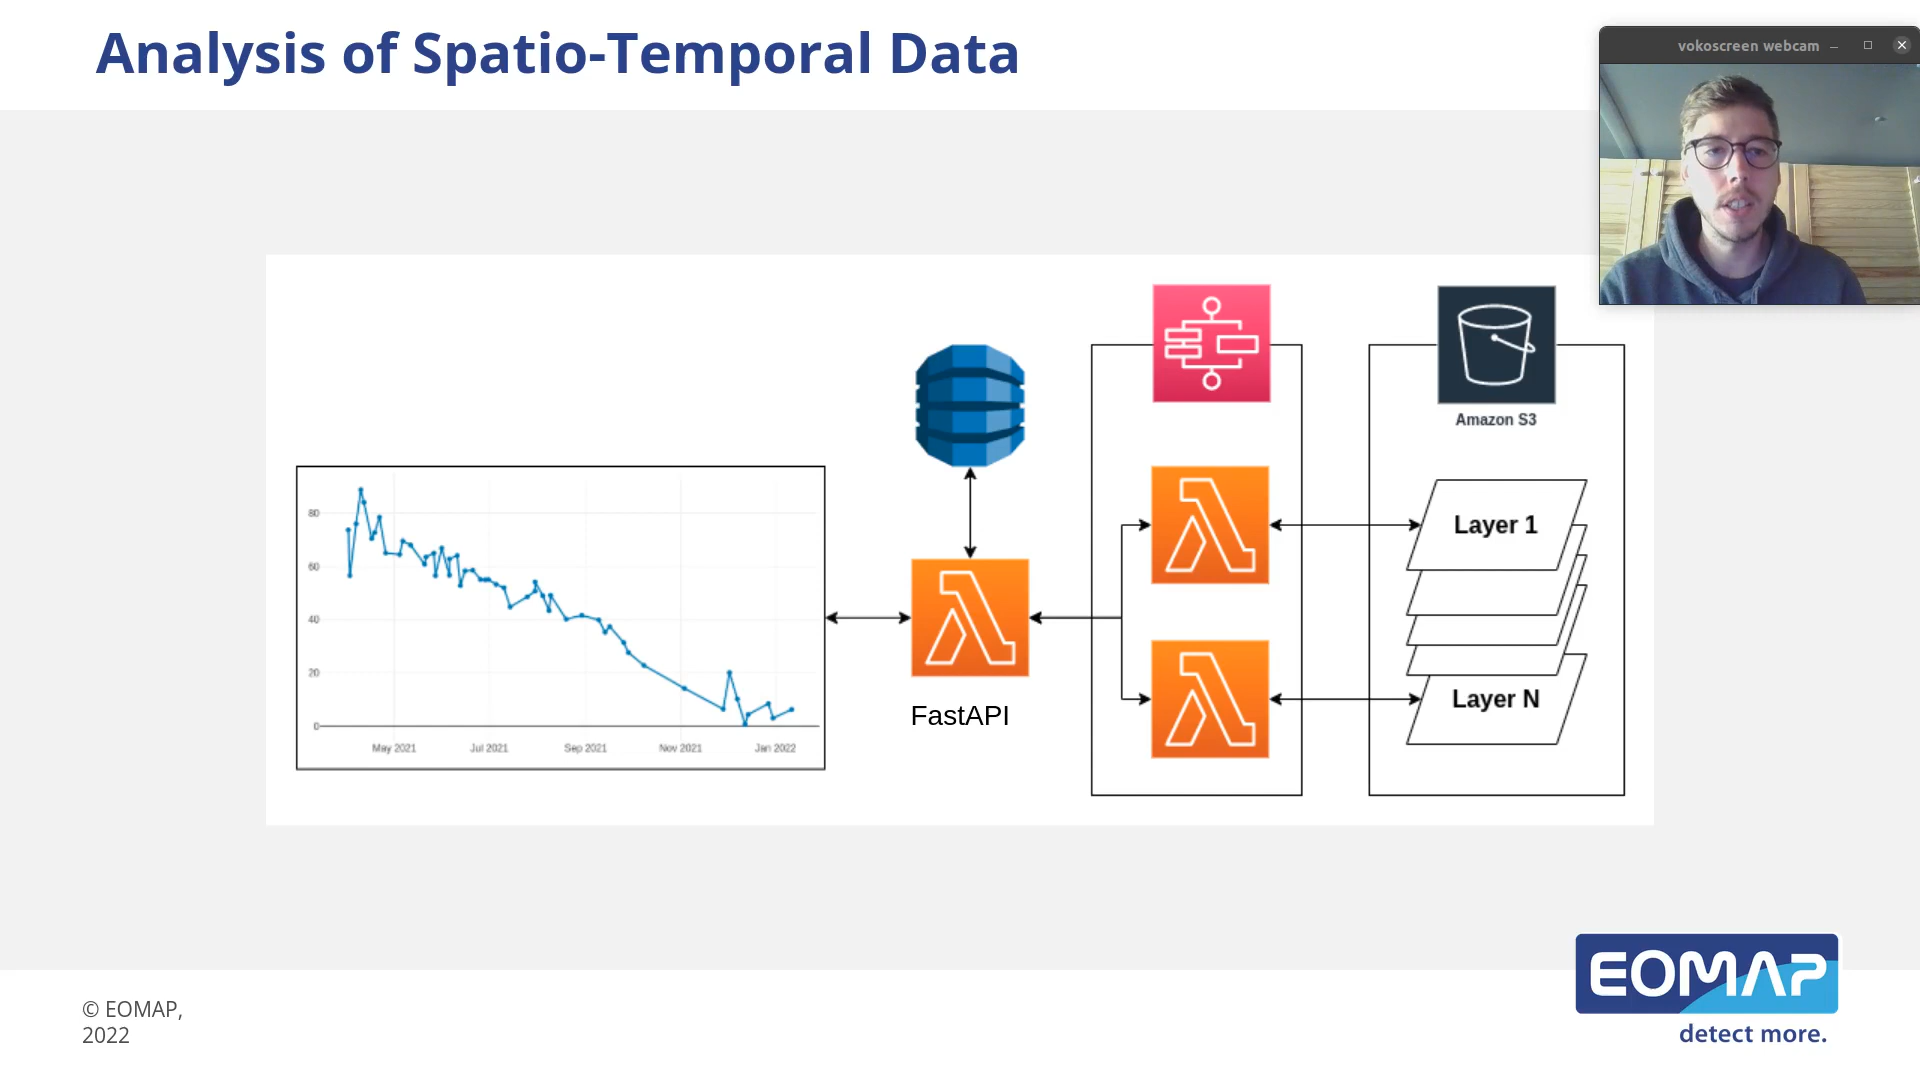 Analysis of Spatio-Temporal Data
vokoscreen webcam
Amazon S3
80
60
40
20
0
May 2021
Jul 2021
Sep 2021
Nov 2021
Jan 2022
FastAPI
Layer 1
Layer N
© EOMAP,
2022
EOMAP
detect more.